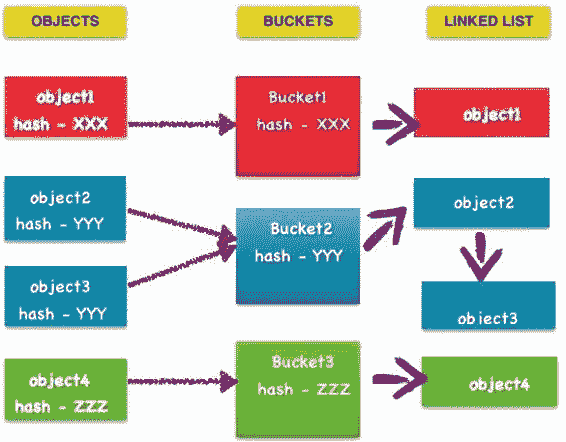 OBJECTS
BUCKETS
LINKED LIST
object1
hash - XXX
Bucket1
hash - XXX
object1
object2
hash - YYY
Bucket2
hash - YYY
object2
object3
hash - YYY
object3
object4
hash - ZZZ
Bucket3
hash - ZZZ
object4